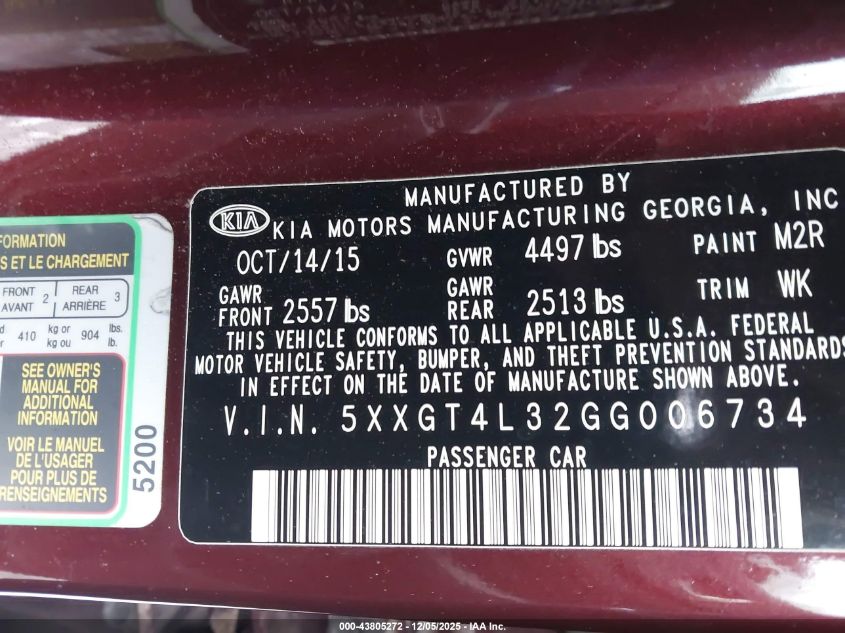 MANUFACTURED BY
KIA KIA MOTORS MANUFACTURING GEORGIA, INC
OCT/14/15 GVWR 4497 lbs PAINT M2R
GAWR FRONT 2557 lbs GAWR REAR 2513 lbs TRIM WK
THIS VEHICLE CONFORMS TO ALL APPLICABLE U.S.A. FEDERAL
MOTOR VEHICLE SAFETY, BUMPER, AND THEFT PREVENTION STANDARDS
IN EFFECT ON THE DATE OF MANUFACTURE SHOWN ABOVE.
V.I.N. 5XXGT4L32GG006734
PASSENGER CAR
FORMATION
S ET LE CHARGEMENT
FRONT 2 REAR 3
AVANT ARRIÈRE
d 410 kg or 904 lbs.
kg ou lb.
SEE OWNER'S
MANUAL FOR
ADDITIONAL
INFORMATION
VOIR LE MANUEL
DE L'USAGER
POUR PLUS DE
RENSEIGNEMENTS
5200
000-43805272 - 12/05/2025 - IAA Inc.